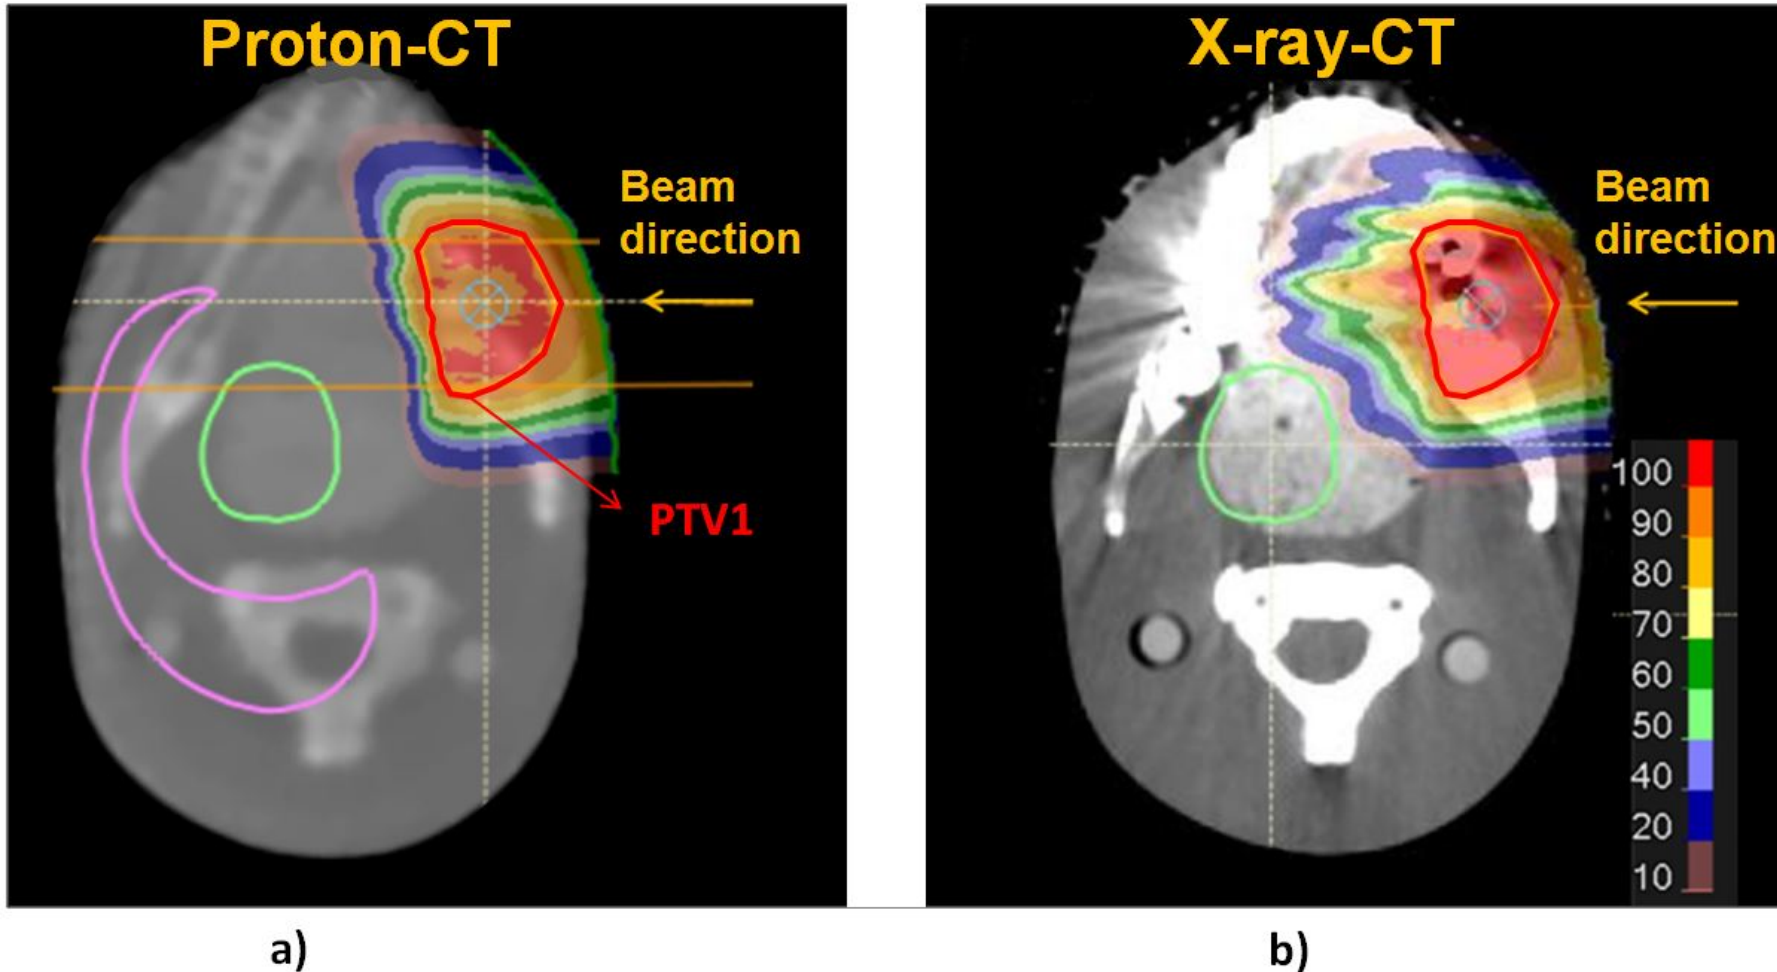 Proton-CT
Beam
direction
PTV1
a)
X-ray-CT
Beam
direction
100
90
80
70
60
50
40
20
10
b)